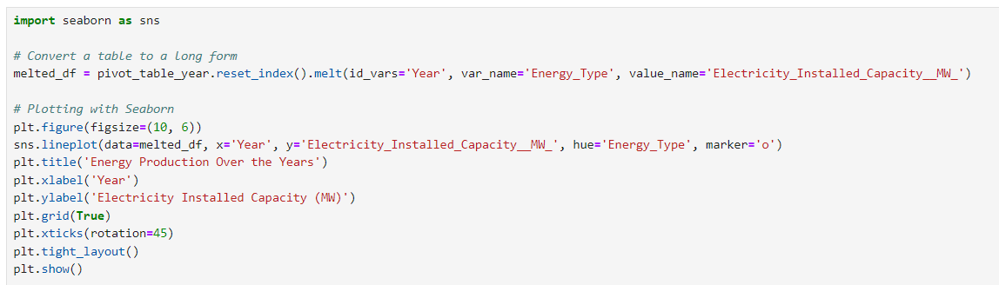 import seaborn as sns
# Convert a table to a long form
melted_df = pivot_table_year.reset_index().melt(id_vars='Year', var_name='Energy_Type', value_name='Electricity_Installed_Capacity__MW_')
# Plotting with Seaborn
plt.figure(figsize=(10, 6))
sns.lineplot(data=melted_df, x='Year', y='Electricity_Installed_Capacity__MW_', hue='Energy_Type', marker='o')
plt.title('Energy Production Over the Years')
plt.xlabel('Year')
plt.ylabel('Electricity Installed Capacity (MW)')
plt.grid(True)
plt.xticks(rotation=45)
plt.tight_layout()
plt.show()